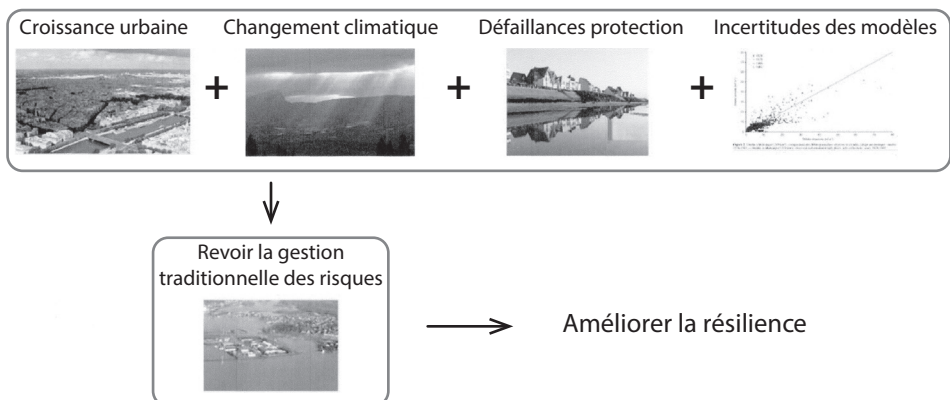 Croissance urbaine
Changement climatique
Défaillances protection
Incertitudes des modèles
+
+
+
Revoir la gestion
traditionnelle des risques
Améliorer la résilience